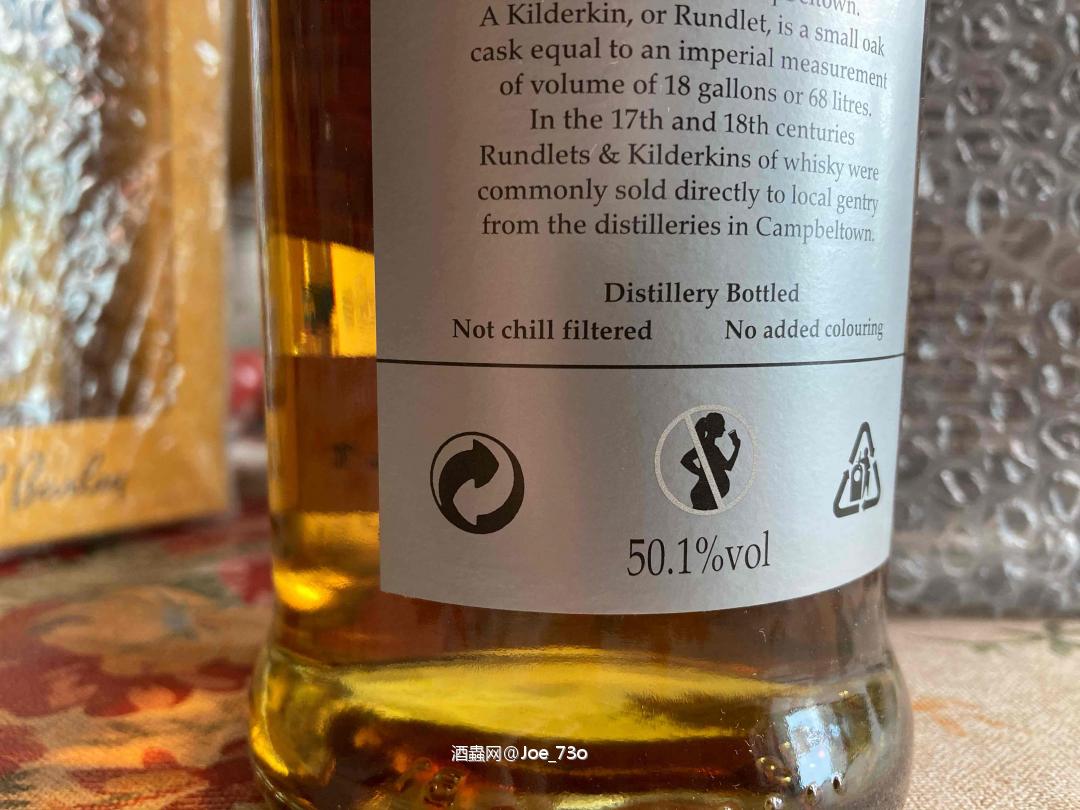 A Kilderkin, or Rundlet, is a small oak
cask equal to an imperial measurement
of volume of 18 gallons or 68 litres.
In the 17th and 18th centuries
Rundlets & Kilderkins of whisky were
commonly sold directly to local gentry
from the distilleries in Campbeltown.
Distillery Bottled
Not chill filtered No added colouring
50.1%vol
酒蟲网@Joe_73o